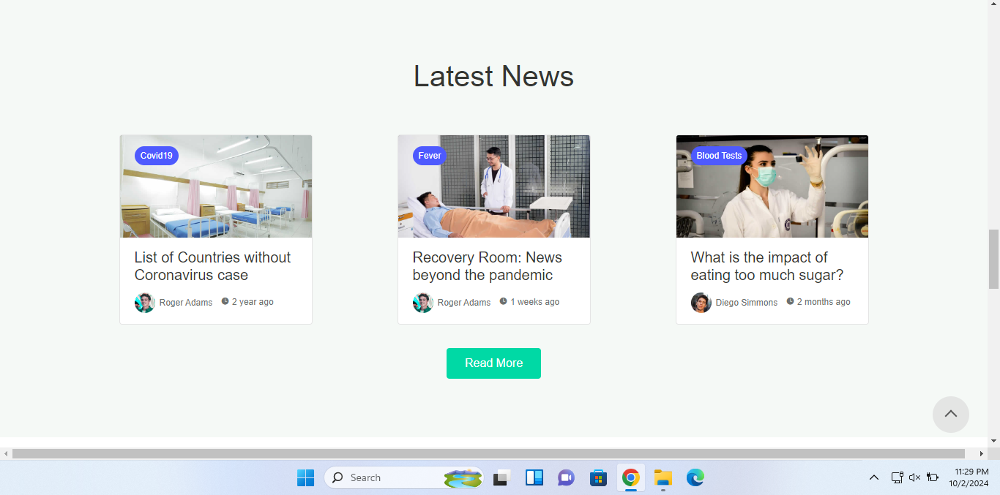 Latest News
Covid19
Fever
Blood Tests
List of Countries without
Coronavirus case
Roger Adams 2 year ago
Recovery Room: News
beyond the pandemic
Roger Adams 1 weeks ago
What is the impact of
eating too much sugar?
Diego Simmons 2 months ago
Read More
Search
11:29 PM
10/2/2024